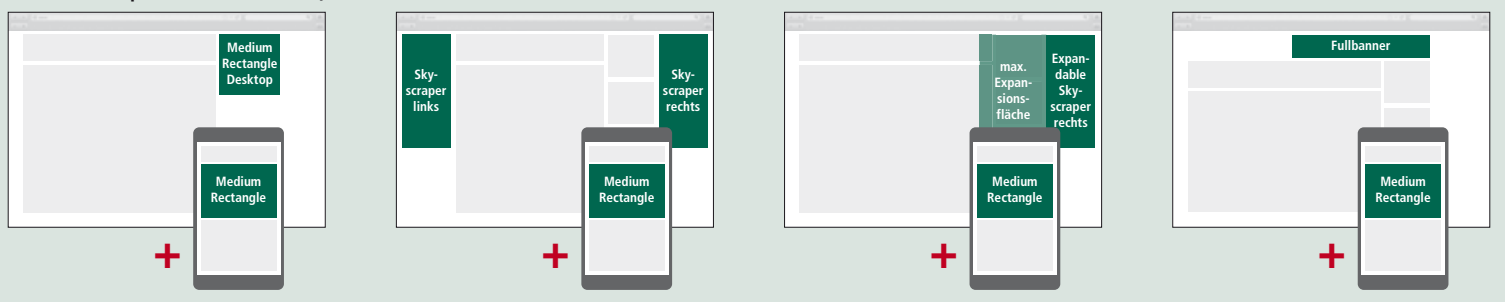 Medium
Rectangle
Desktop
Medium
Rectangle
+
Sky-
scraper
links
Sky-
scraper
rechts
Medium
Rectangle
+
max.
Expan-
sions-
fläche
Expan-
dable
Sky-
scraper
rechts
Medium
Rectangle
+
Fullbanner
Medium
Rectangle
+